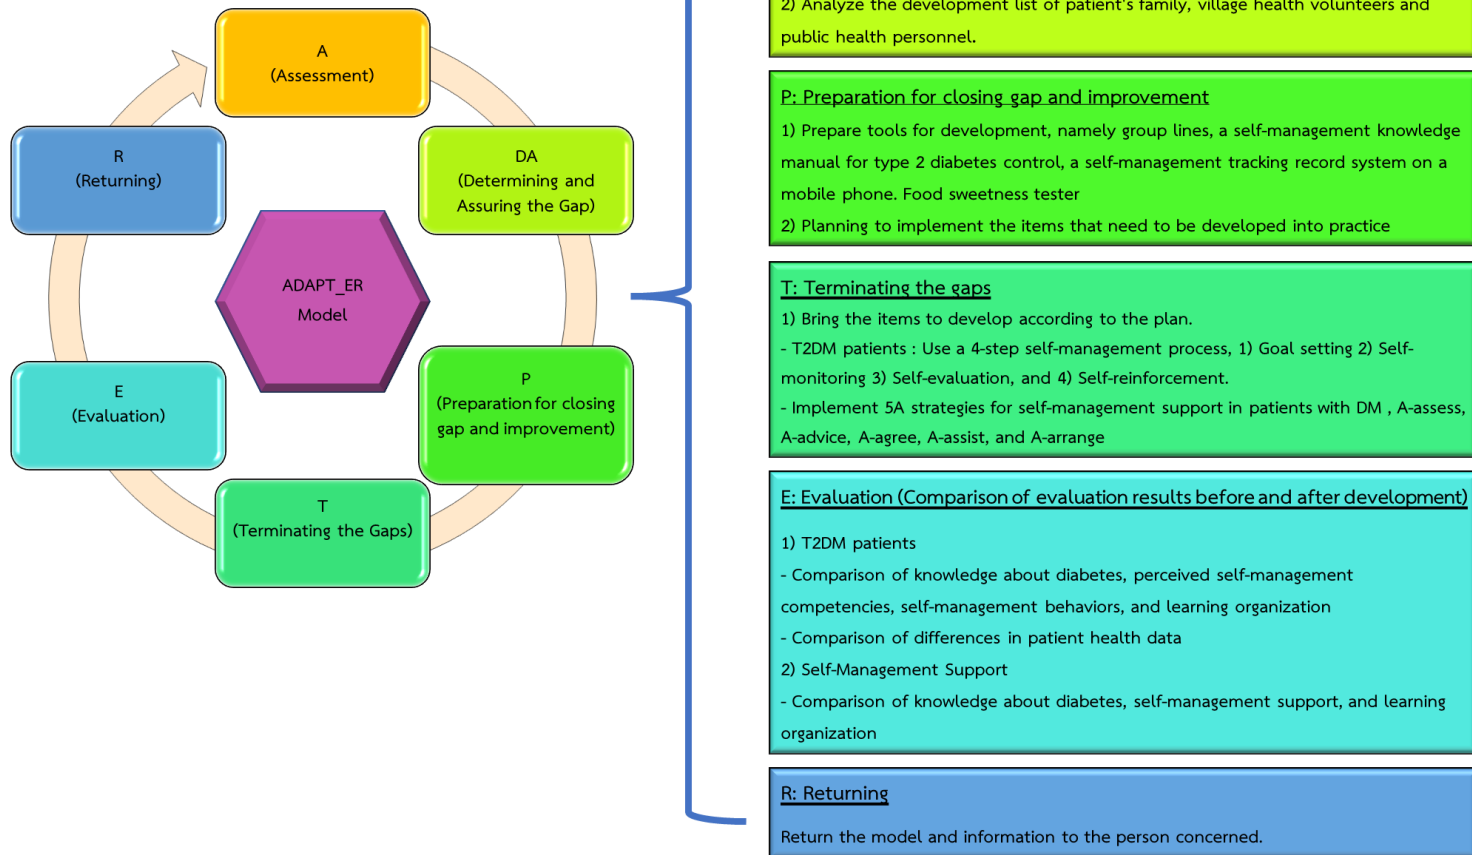 A
(Assessment)
DA
(Determining and
Assuring the Gap)
P
(Preparation for closing
gap and improvement)
T
(Terminating the Gaps)
E
(Evaluation)
R
(Returning)
ADAPT_ER
Model
2) Analyze the development list of patient's family, village health volunteers and
public health personnel.
P: Preparation for closing gap and improvement
1) Prepare tools for development, namely group lines, a self-management knowledge
manual for type 2 diabetes control, a self-management tracking record system on a
mobile phone. Food sweetness tester
2) Planning to implement the items that need to be developed into practice
T: Terminating the gaps
1) Bring the items to develop according to the plan.
- T2DM patients : Use a 4-step self-management process, 1) Goal setting 2) Self-
monitoring 3) Self-evaluation, and 4) Self-reinforcement.
- Implement 5A strategies for self-management support in patients with DM , A-assess,
A-advice, A-agree, A-assist, and A-arrange
E: Evaluation (Comparison of evaluation results before and after development)
1) T2DM patients
- Comparison of knowledge about diabetes, perceived self-management
competencies, self-management behaviors, and learning organization
- Comparison of differences in patient health data
2) Self-Management Support
- Comparison of knowledge about diabetes, self-management support, and learning
organization
R: Returning
Return the model and information to the person concerned.